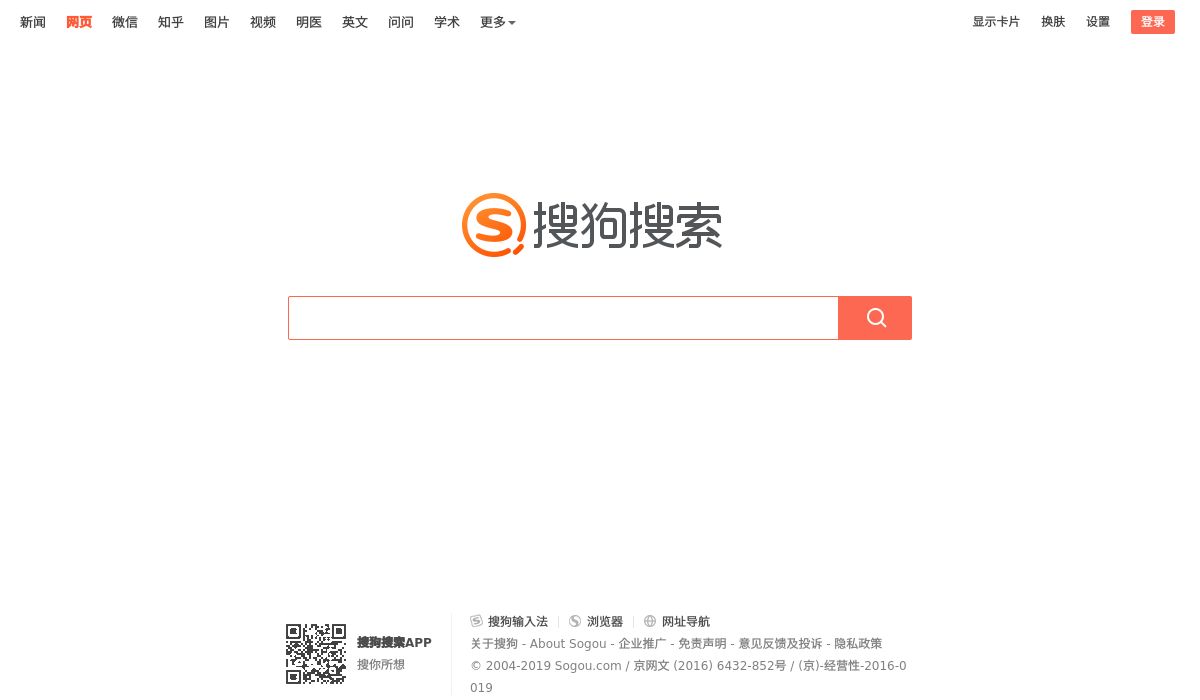 新闻 网页 微信 知乎 图片 视频 明医 英文 问问 学术 更多 显示卡片 换肤 设置 登录
搜狗搜索
搜狗输入法 浏览器 网址导航
搜狗搜索APP
搜你所想
关于搜狗 - About Sogou - 企业推广 - 免责声明 - 意见反馈及投诉 - 隐私政策
© 2004-2019 Sogou.com / 京网文 (2016) 6432-852号 / (京)-经营性-2016-0
019